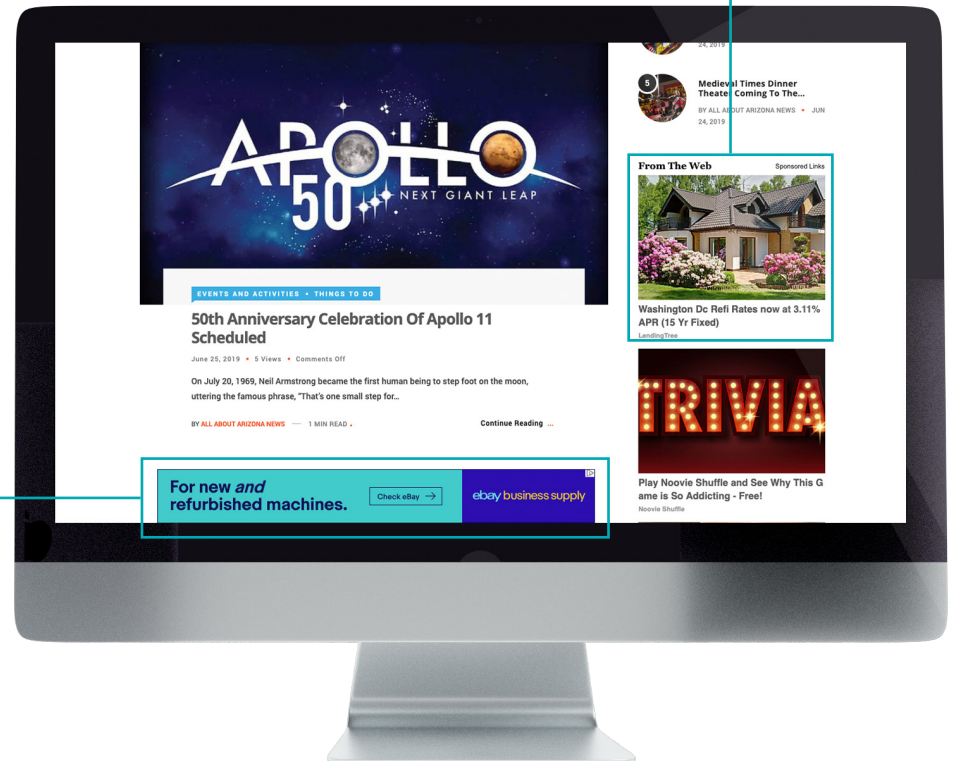 APOLLO
50
NEXT GIANT LEAP
EVENTS AND ACTIVITIES • THINGS TO DO
50th Anniversary Celebration Of Apollo 11
Scheduled
June 25, 2019 • 5 Views • Comments Off
On July 20, 1969, Neil Armstrong became the first human being to step foot on the moon,
uttering the famous phrase, "That's one small step for...
BY ALL ABOUT ARIZONA NEWS — 1 MIN READ
Continue Reading ...
For new and
refurbished machines.
Check eBay →
ebay business supply
24, 2019
5
Medieval Times Dinner
Theater Coming To The...
BY ALL ABOUT ARIZONA NEWS • JUN
24, 2019
From The Web
Sponsored Links
Washington Dc Refi Rates now at 3.11%
APR (15 Yr Fixed)
LendingTree
TRIVIA
Play Noovie Shuffle and See Why This G
ame is So Addicting - Free!
Noovie Shuffle